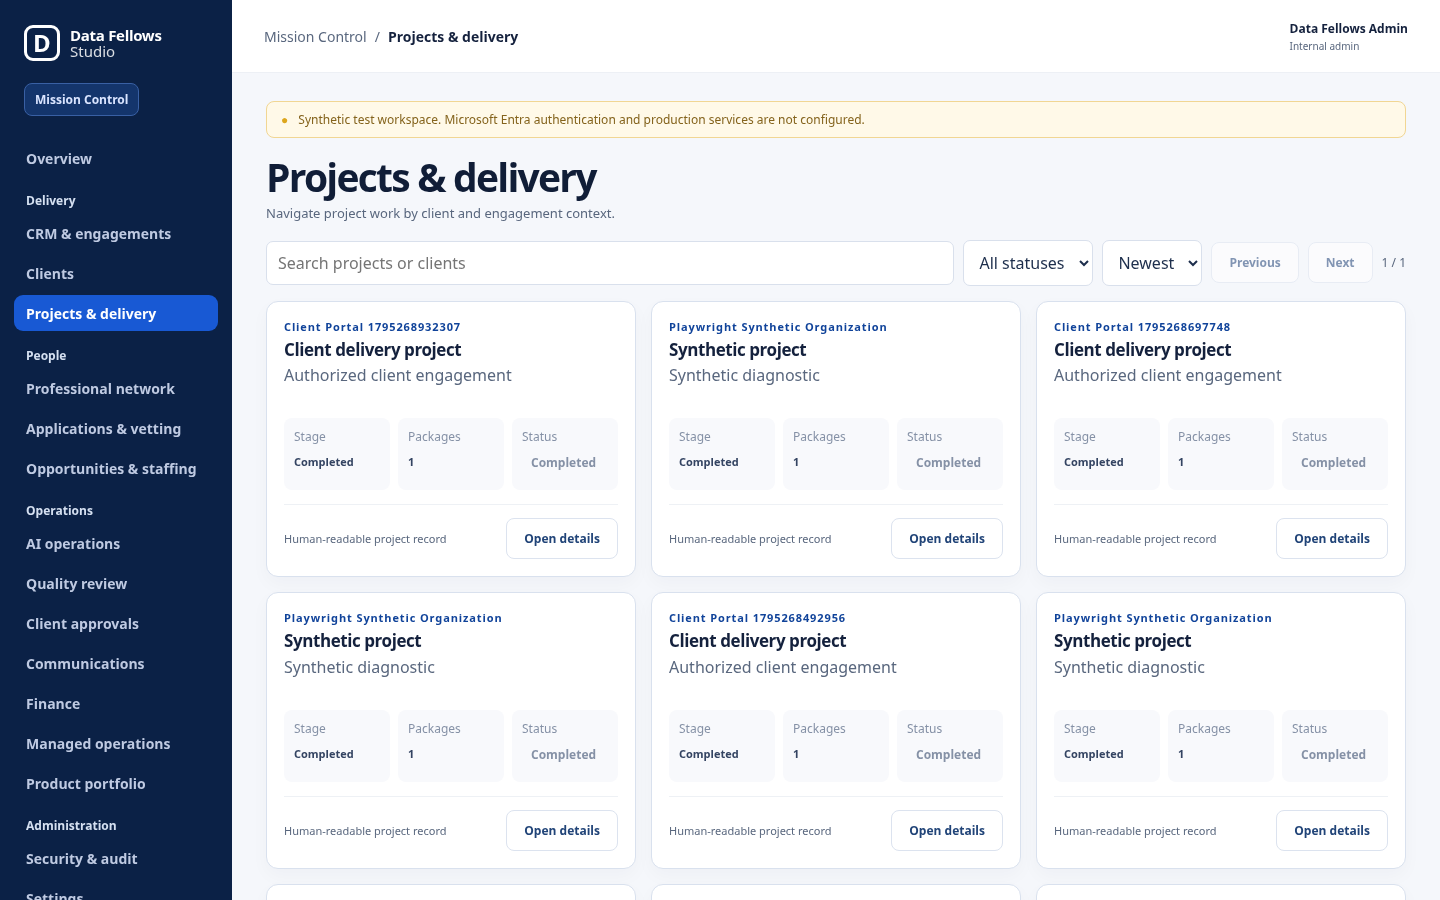 D
Data Fellows
Studio
Mission Control
Overview
Delivery
CRM & engagements
Clients
Projects & delivery
People
Professional network
Applications & vetting
Opportunities & staffing
Operations
AI operations
Quality review
Client approvals
Communications
Finance
Managed operations
Product portfolio
Administration
Security & audit
Settings
Mission Control / Projects & delivery
Data Fellows Admin
Internal admin
Synthetic test workspace. Microsoft Entra authentication and production services are not configured.
Projects & delivery
Navigate project work by client and engagement context.
Search projects or clients
All statuses
Newest
Previous
Next
1 / 1
Client Portal 1795268932307
Client delivery project
Authorized client engagement
Stage
Completed
Packages
1
Status
Completed
Human-readable project record
Open details
Playwright Synthetic Organization
Synthetic project
Synthetic diagnostic
Stage
Completed
Packages
1
Status
Completed
Human-readable project record
Open details
Client Portal 1795268697748
Client delivery project
Authorized client engagement
Stage
Completed
Packages
1
Status
Completed
Human-readable project record
Open details
Playwright Synthetic Organization
Synthetic project
Synthetic diagnostic
Stage
Completed
Packages
1
Status
Completed
Human-readable project record
Open details
Client Portal 1795268492956
Client delivery project
Authorized client engagement
Stage
Completed
Packages
1
Status
Completed
Human-readable project record
Open details
Playwright Synthetic Organization
Synthetic project
Synthetic diagnostic
Stage
Completed
Packages
1
Status
Completed
Human-readable project record
Open details